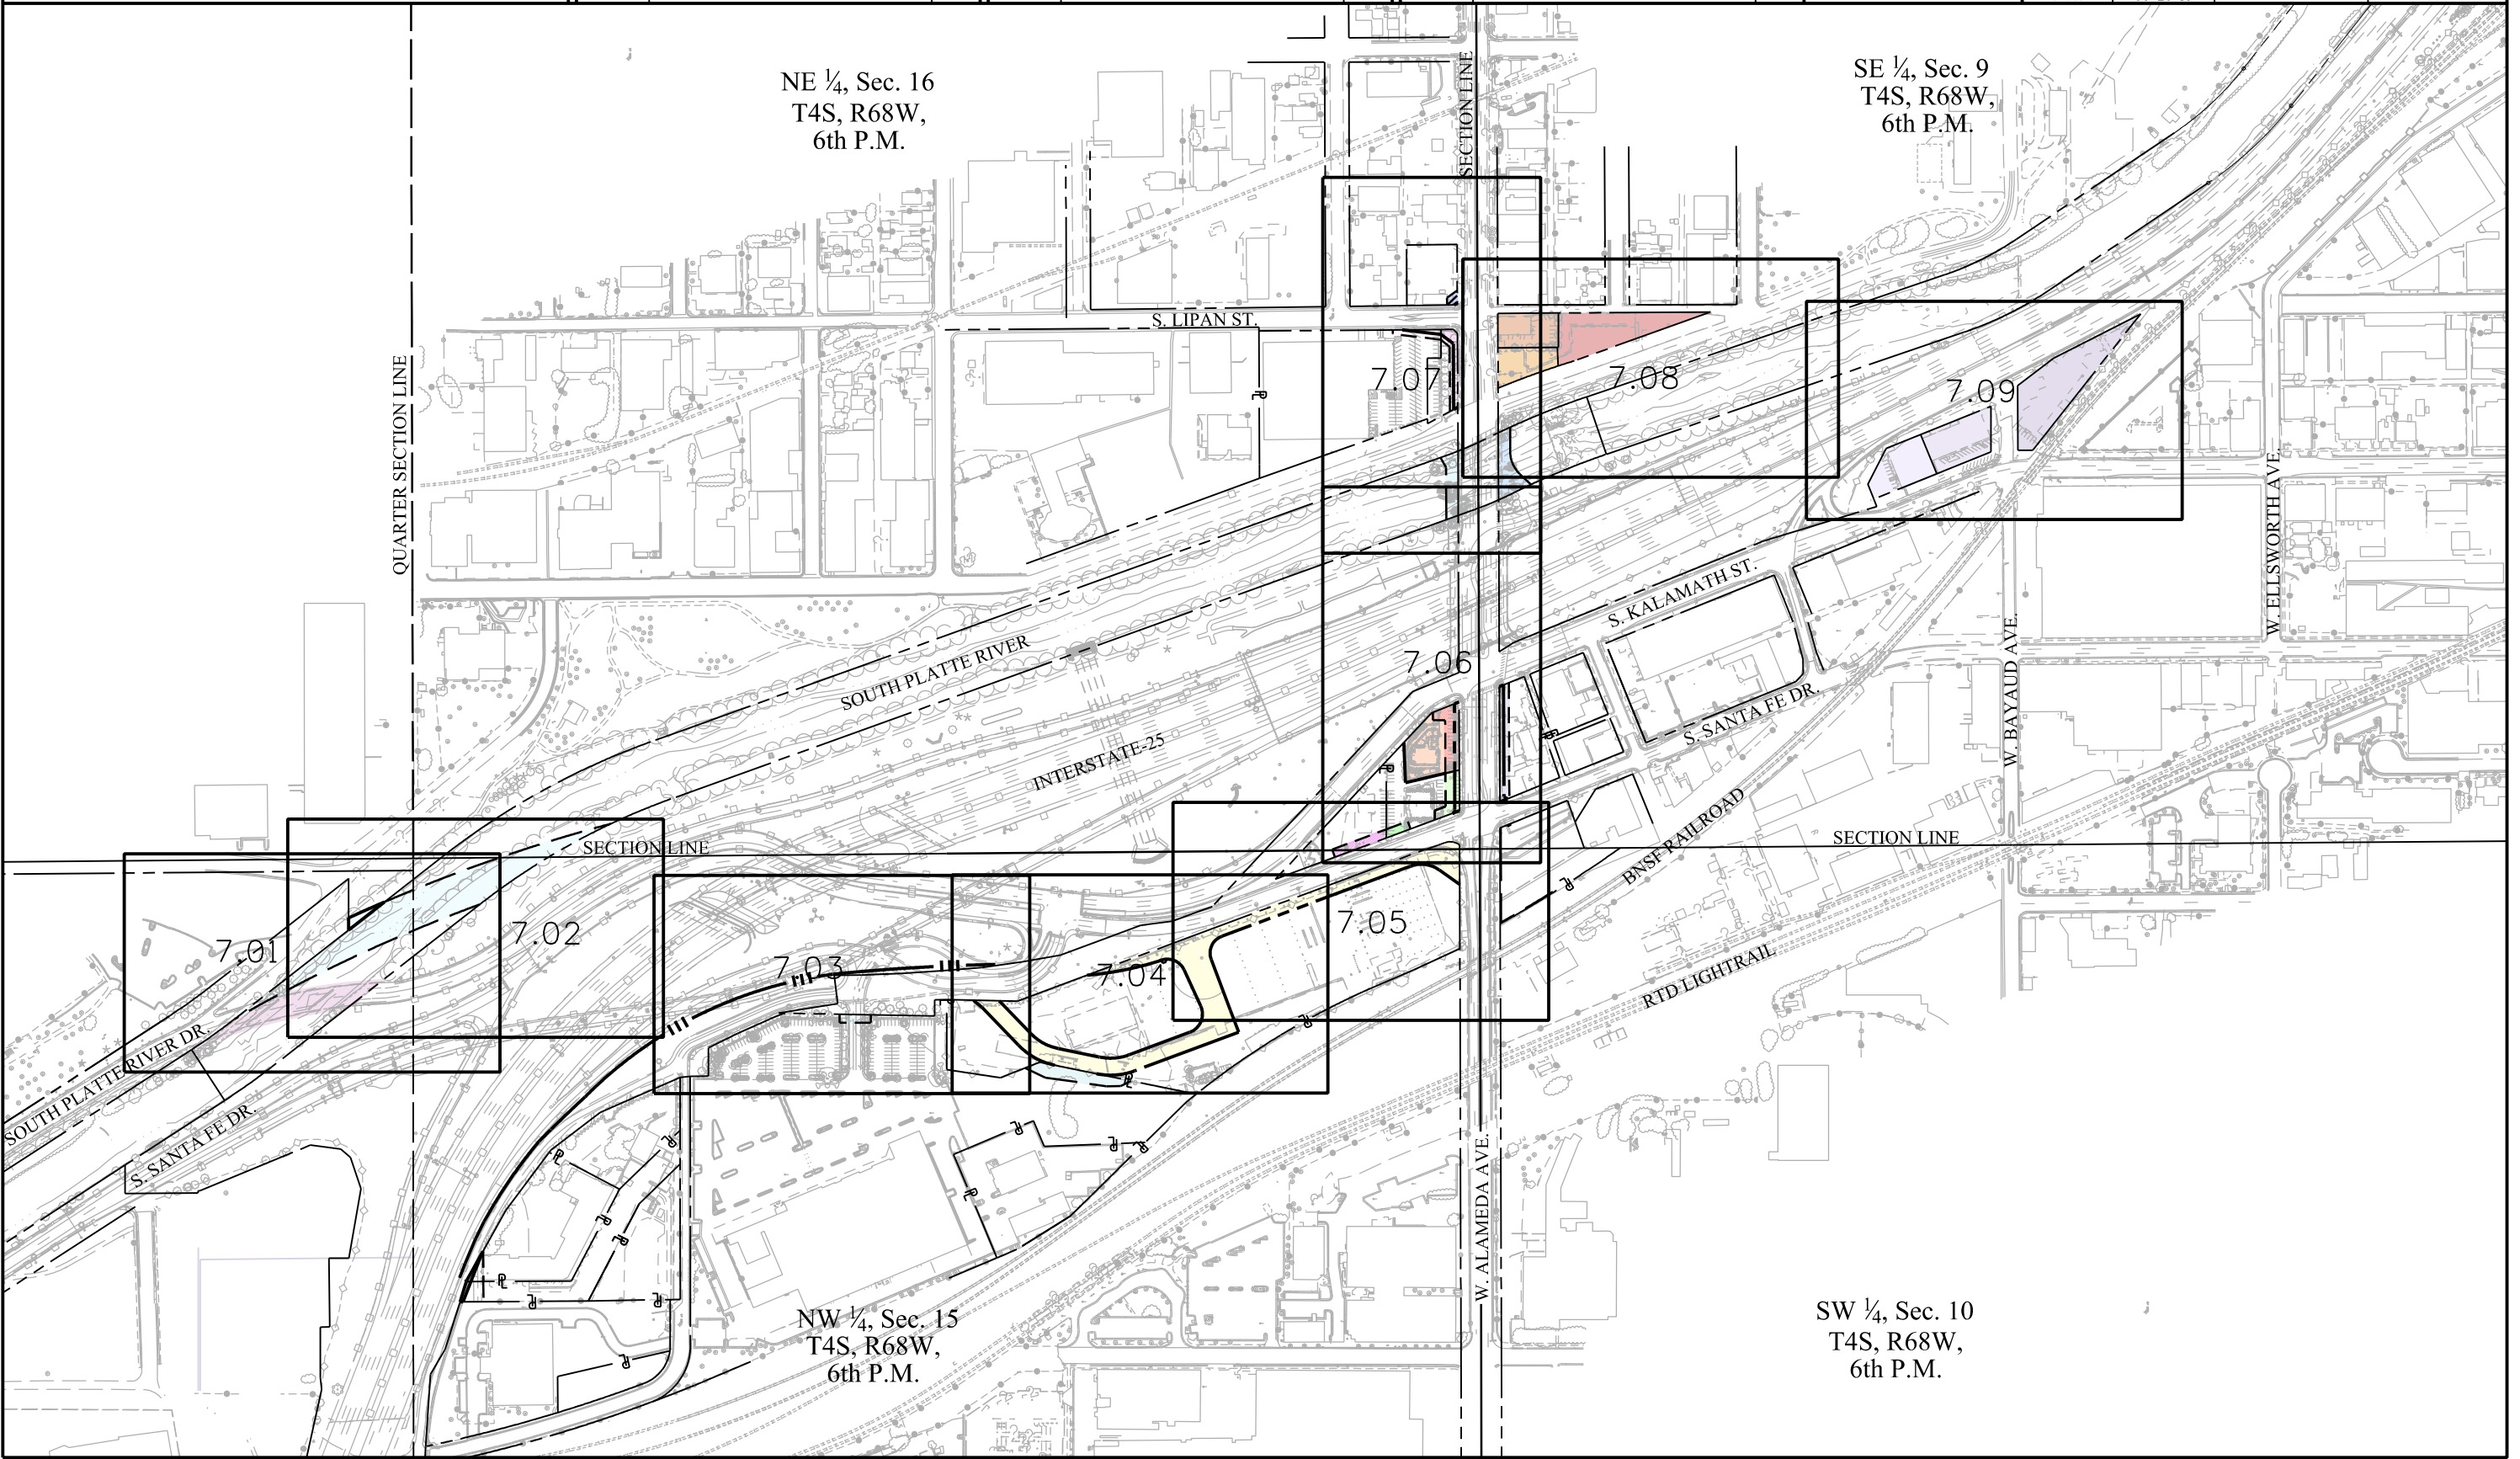 NE ¼, Sec. 16
T4S, R68W,
6th P.M.
SE ¼, Sec. 9
T4S, R68W,
6th P.M.
SECTION LINE
S. LIPAN ST.
QUARTER SECTION LINE
7.07
7.08
7.09
W. ELLSWORTH AVE.
S. KALAMATH ST.
W. BAYAUD AVE.
SOUTH PLATTE RIVER
7.06
S. SANTA FE DR.
INTERSTATE-25
BNSF RAILROAD
SECTION LINE
SECTION LINE
7.01
7.02
7.03
7.04
7.05
RTD LIGHTRAIL
SOUTH PLATTE RIVER DR.
S. SANTA FE DR.
W. ALAMEDA AVE.
NW ¼, Sec. 15
T4S, R68W,
6th P.M.
SW ¼, Sec. 10
T4S, R68W,
6th P.M.